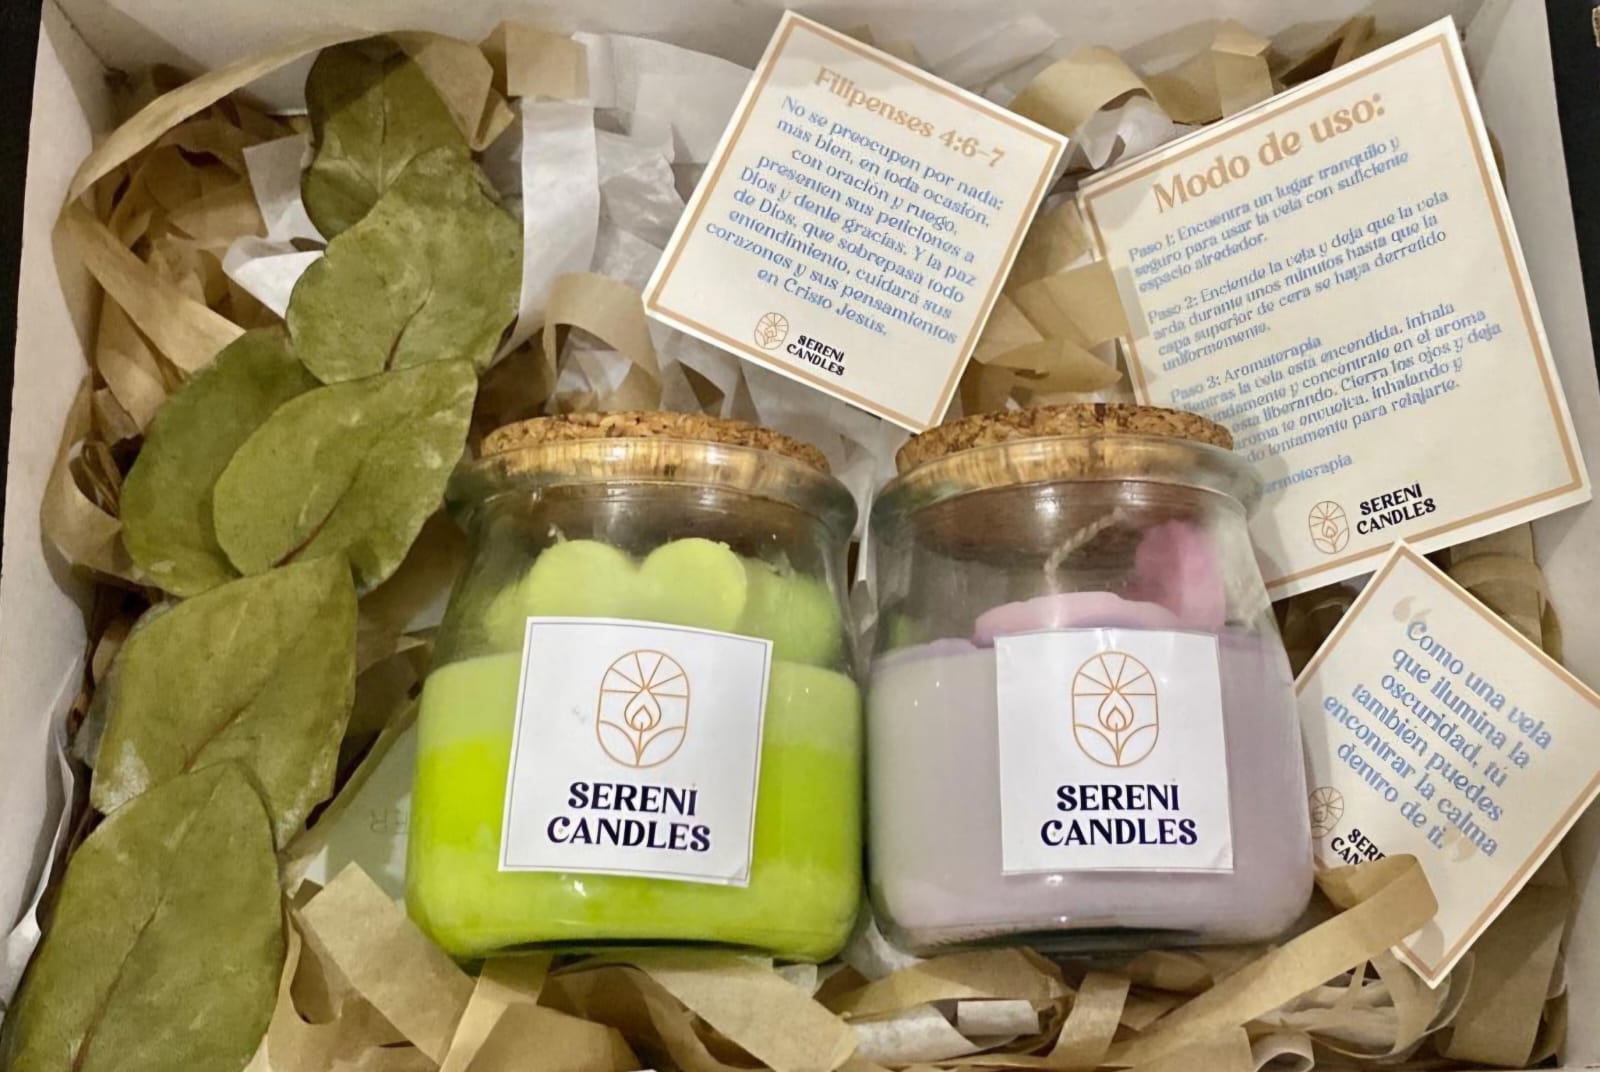 Filipenses 4:6-7
No se preocupen por nada;
más bien, en toda ocasión,
con oración y ruego,
presenten sus peticiones a
Dios y denle gracias. Y la paz
de Dios, que sobrepasa todo
entendimiento, cuidará sus
corazones y sus pensamientos
en Cristo Jesús.
SERENI
CANDLES
Modo de uso:
Paso 1: Encuentra un lugar tranquilo y
seguro para usar la vela con suficiente
espacio alrededor.
Paso 2: Enciende la vela y deja que la vela
arda durante unos minutos hasta que la
capa superior de cera se haya derretido
uniformemente.
Paso 3: Aromaterapia
la vela está encendida, inhala
y concéntrate en el aroma
está liberando. Cierra los ojos y deja
aroma te envuelva, inhalando y
lentamente para relajarte.
SERENI
CANDLES
"Como una vela
que ilumina la
oscuridad, tú
también puedes
encontrar la calma
dentro de ti."
SERE
CAN
SERENI
CANDLES
SERENI
CANDLES